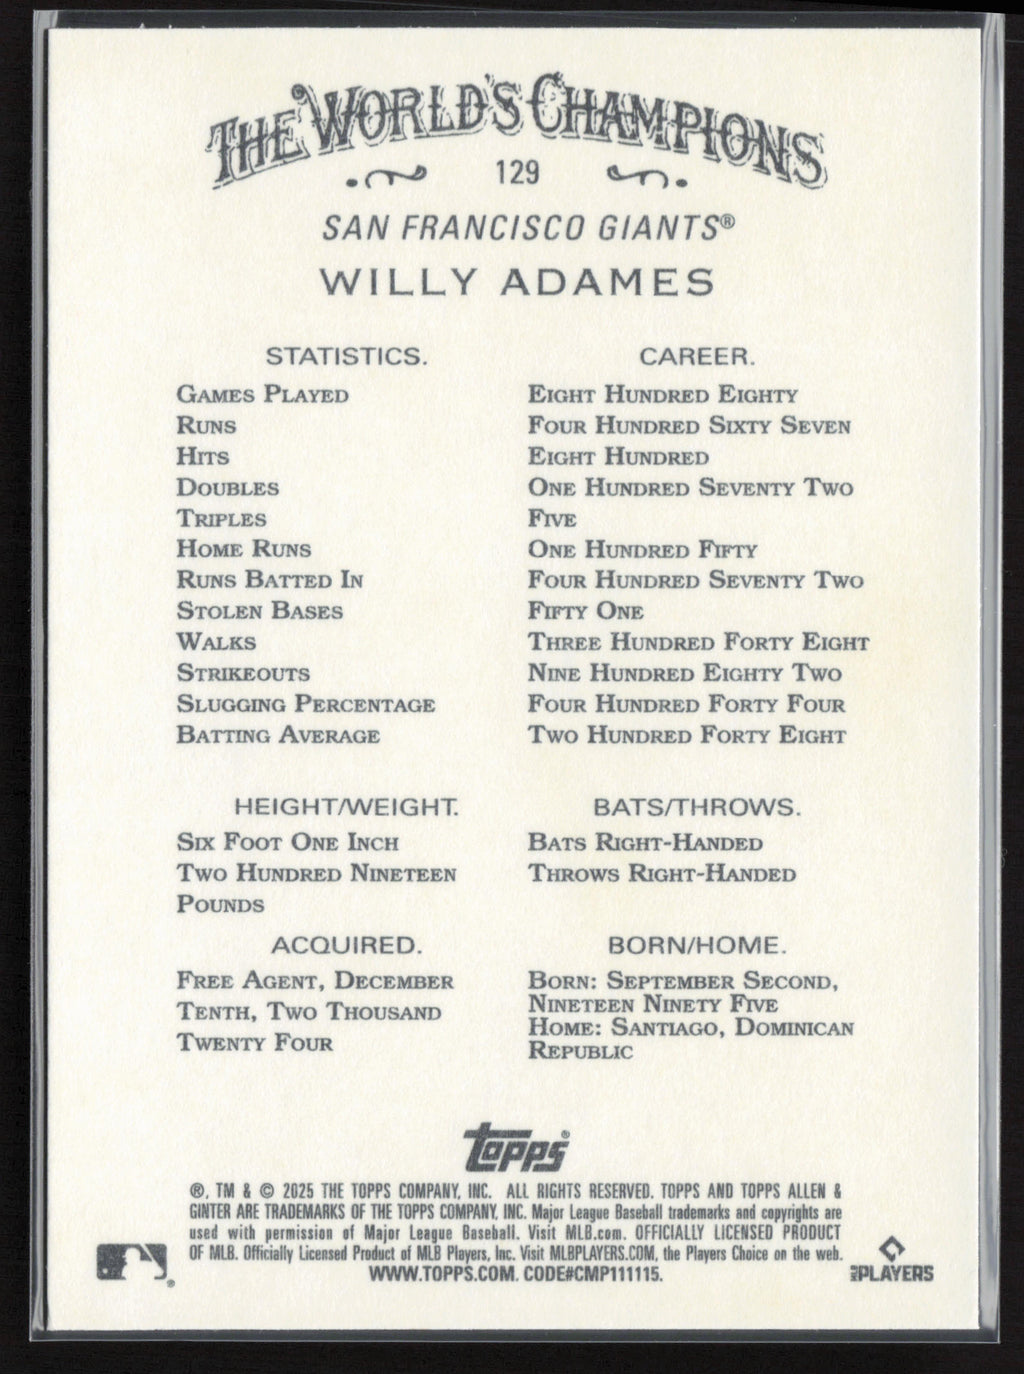 THE WORLD'S CHAMPIONS
129
SAN FRANCISCO GIANTS®
WILLY ADAMES
STATISTICS. CAREER.
GAMES PLAYED EIGHT HUNDRED EIGHTY
RUNS FOUR HUNDRED SIXTY SEVEN
HITS EIGHT HUNDRED
DOUBLES ONE HUNDRED SEVENTY TWO
TRIPLES FIVE
HOME RUNS ONE HUNDRED FIFTY
RUNS BATTED IN FOUR HUNDRED SEVENTY TWO
STOLEN BASES FIFTY ONE
WALKS THREE HUNDRED FORTY EIGHT
STRIKEOUTS NINE HUNDRED EIGHTY TWO
SLUGGING PERCENTAGE FOUR HUNDRED FORTY FOUR
BATTING AVERAGE TWO HUNDRED FORTY EIGHT
HEIGHT/WEIGHT.
SIX FOOT ONE INCH
TWO HUNDRED NINETEEN
POUNDS
BATS/THROWS.
BATS RIGHT-HANDED
THROWS RIGHT-HANDED
ACQUIRED.
FREE AGENT, DECEMBER
TENTH, TWO THOUSAND
TWENTY FOUR
BORN/HOME.
BORN: SEPTEMBER SECOND,
NINETEEN NINETY FIVE
HOME: SANTIAGO, DOMINICAN
REPUBLIC
topps®
®, TM & © 2025 THE TOPPS COMPANY, INC. ALL RIGHTS RESERVED. TOPPS AND TOPPS ALLEN &
GINTER ARE TRADEMARKS OF THE TOPPS COMPANY, INC. Major League Baseball trademarks and copyrights are
used with permission of Major League Baseball. Visit MLB.com. OFFICIALLY LICENSED PRODUCT
OF MLB. Officially Licensed Product of MLB Players, Inc. Visit MLBPLAYERS.COM, the Players Choice on the web.
WWW.TOPPS.COM. CODE#CMP111115.
MLB PLAYERS